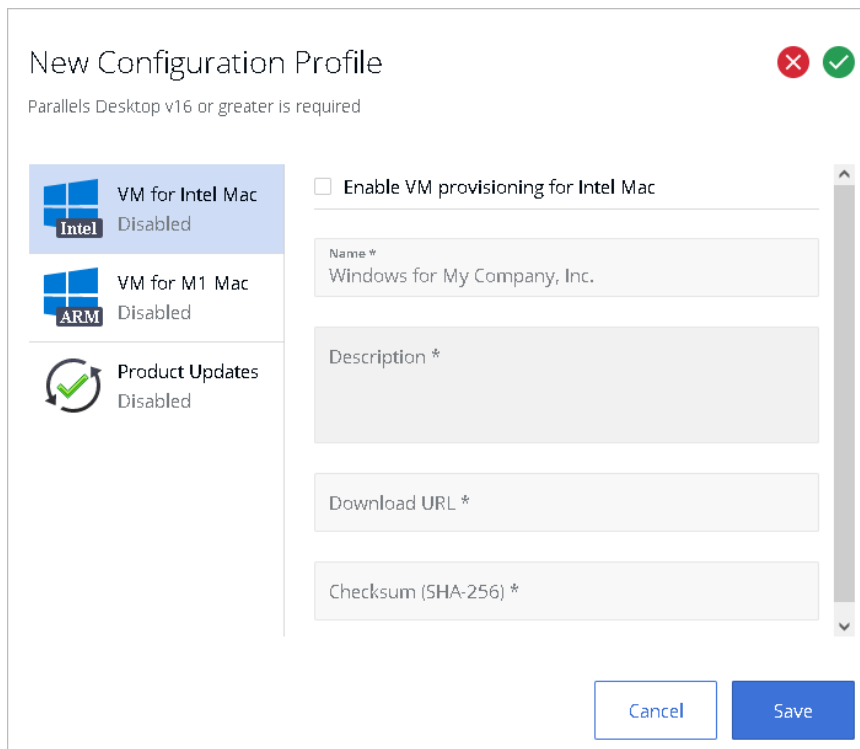 New Configuration Profile
Parallels Desktop v16 or greater is required
VM for Intel Mac
Intel
Disabled
VM for M1 Mac
ARM
Disabled
Product Updates
Disabled
Enable VM provisioning for Intel Mac
Name *
Windows for My Company, Inc.
Description *
Download URL *
Checksum (SHA-256) *
Cancel
Save